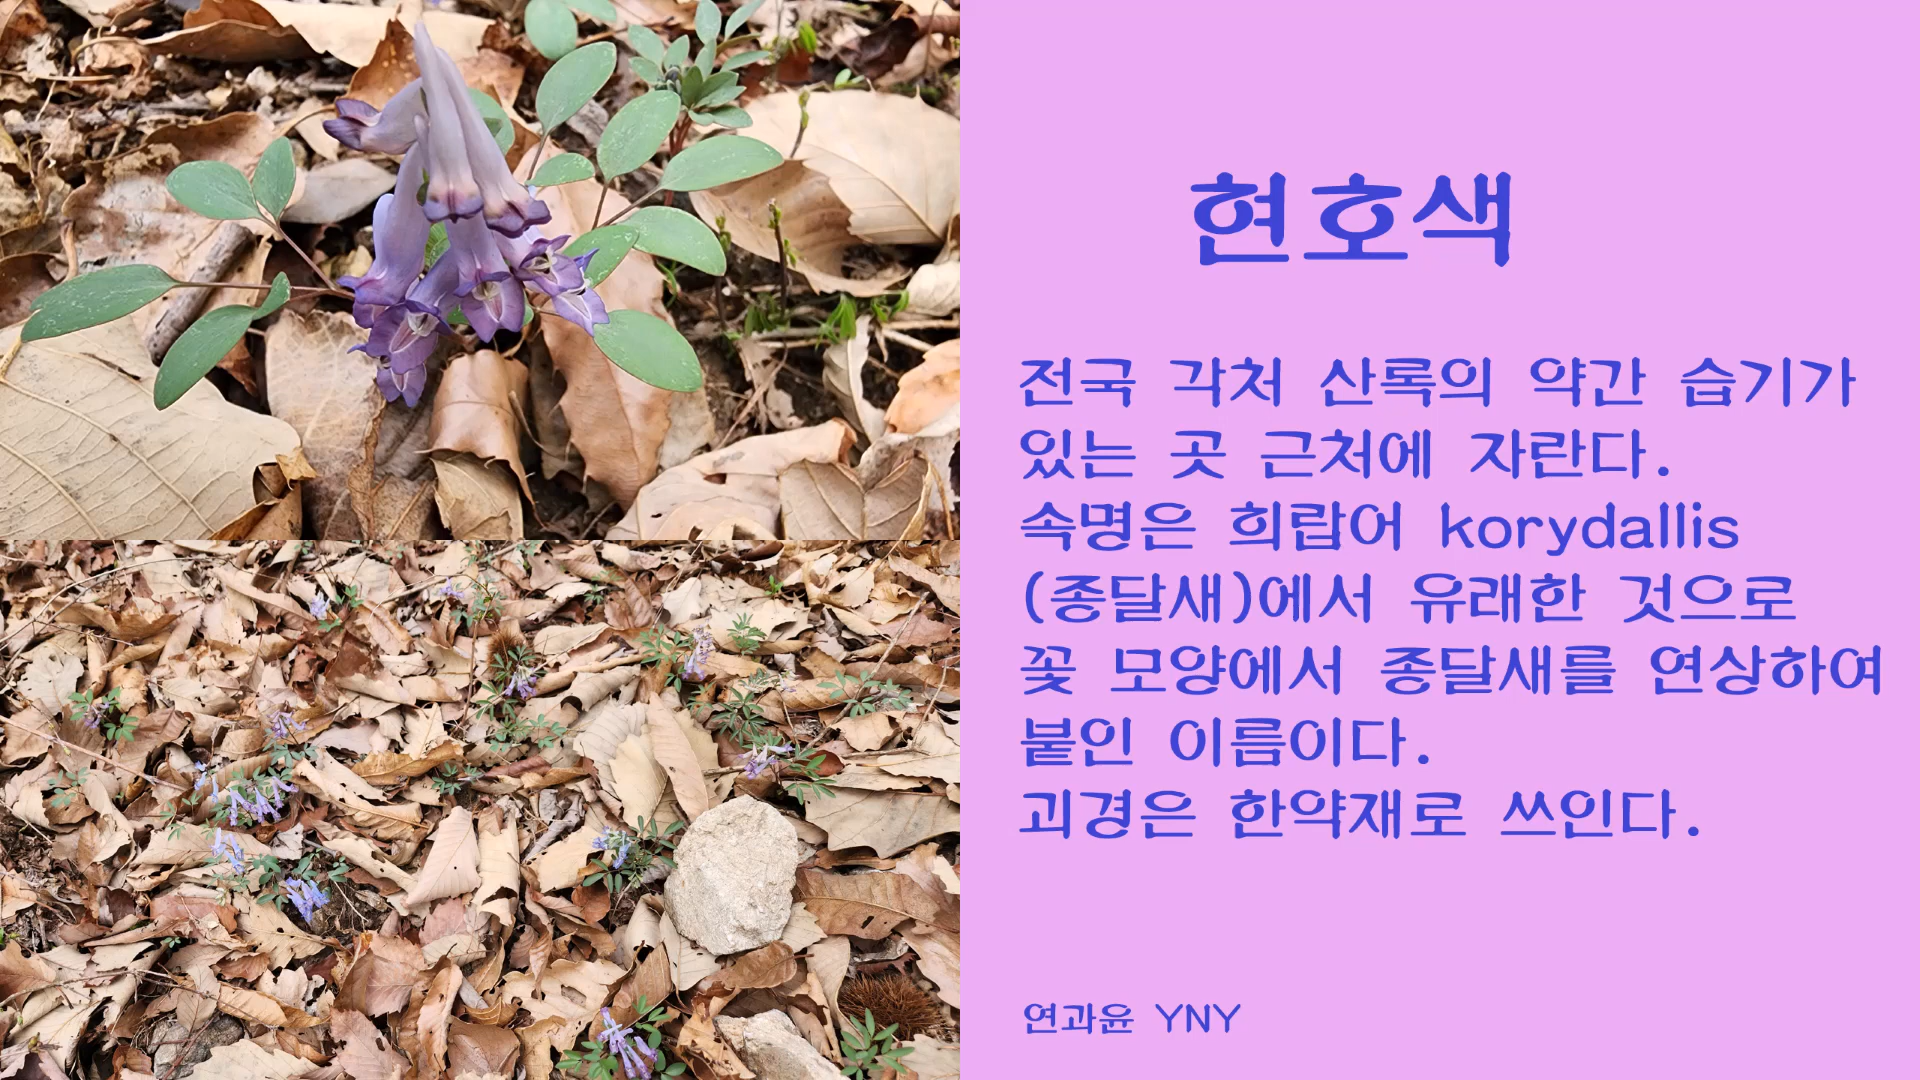 현호색
전국 각처 산록의 약간 습기가
있는 곳 근처에 자란다.
속명은 희랍어 korydallis
(종달새)에서 유래한 것으로
꽃 모양에서 종달새를 연상하여
붙인 이름이다.
괴경은 한약재로 쓰인다.
연과윤 YNY